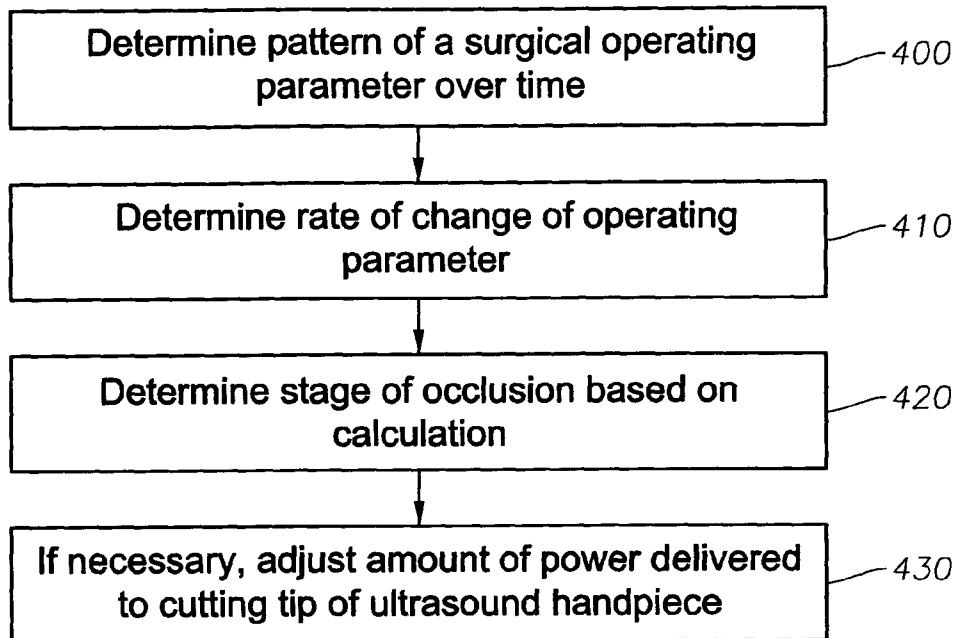 Determine pattern of a surgical operating
parameter over time
400
Determine rate of change of operating
parameter
410
Determine stage of occlusion based on
calculation
420
If necessary, adjust amount of power delivered
to cutting tip of ultrasound handpiece
430